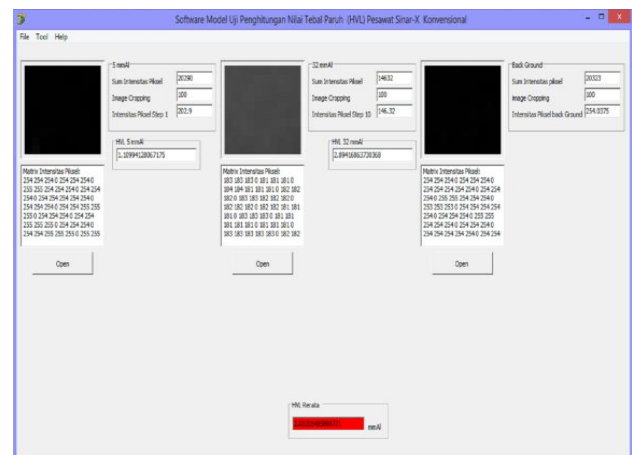 Software Model Uji Penghitungan Nilai Tebal Paruh (HVL) Pesawat Sinar-X Konvensional
File Tool Help
5 mmAl
Sum Intensitas Piksel 20290
Image Cropping 100
Intensitas Piksel Step 1 202.9
HVL 5 mmAl
1.10994128067175
Matrix Intensitas Piksel:
254 254 254 0 254 254 254 0
255 255 254 254 254 0 254 254
254 0 254 254 254 254 254 0
254 254 254 0 254 254 255 255
255 0 254 254 254 0 254 254
255 255 255 0 254 254 254 0
254 254 255 255 255 0 255 255
Open
32 mmAl
Sum Intensitas Piksel 14632
Image Cropping 100
Intensitas Piksel Step 10 146.32
HVL 32 mmAl
2.89416863730368
Matrix Intensitas Piksel:
183 183 183 0 181 181 181 0
184 184 181 181 181 0 182 182
182 0 183 183 182 182 182 0
182 182 182 0 182 182 181 181
181 0 183 183 183 0 181 181
181 181 181 0 181 181 181 0
183 183 183 183 183 0 182 182
Open
Back Ground
Sum Intensitas piksel 20323
Image Cropping 100
Intensitas Piksel back Ground 254.0375
Matrix Intensitas Piksel:
254 254 254 0 254 254 254 0
254 254 254 254 254 0 254 254
254 0 255 255 254 254 254 0
253 253 253 0 254 254 254 254
254 0 254 254 254 0 255 255
254 254 254 0 254 254 254 0
254 254 254 254 254 0 254 254
Open
HVL Rerata
mmAl